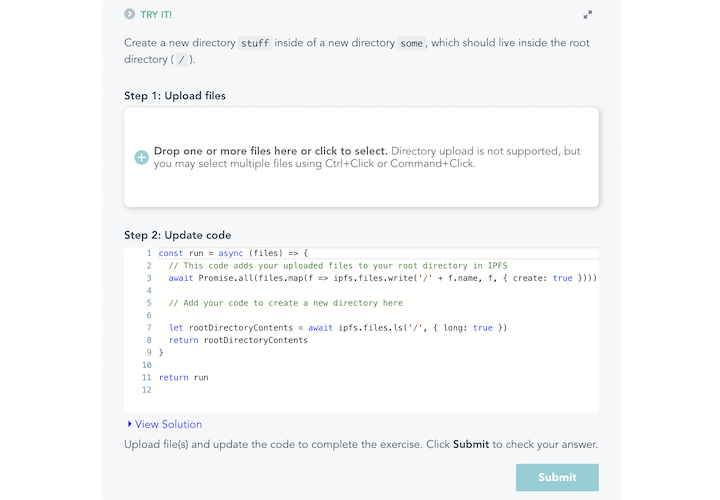 TRY IT!
Create a new directory stuff inside of a new directory some, which should live inside the root
directory ( / ).
Step 1: Upload files
Drop one or more files here or click to select. Directory upload is not supported, but
you may select multiple files using Ctrl+Click or Command+Click.
Step 2: Update code
1 const run = async (files) => {
2   // This code adds your uploaded files to your root directory in IPFS
3   await Promise.all(files.map(f => ipfs.files.write('/' + f.name, f, { create: true })))
4
5   // Add your code to create a new directory here
6
7   let rootDirectoryContents = await ipfs.files.ls('/', { long: true })
8   return rootDirectoryContents
9 }
10
11 return run
12
View Solution
Upload file(s) and update the code to complete the exercise. Click Submit to check your answer.
Submit